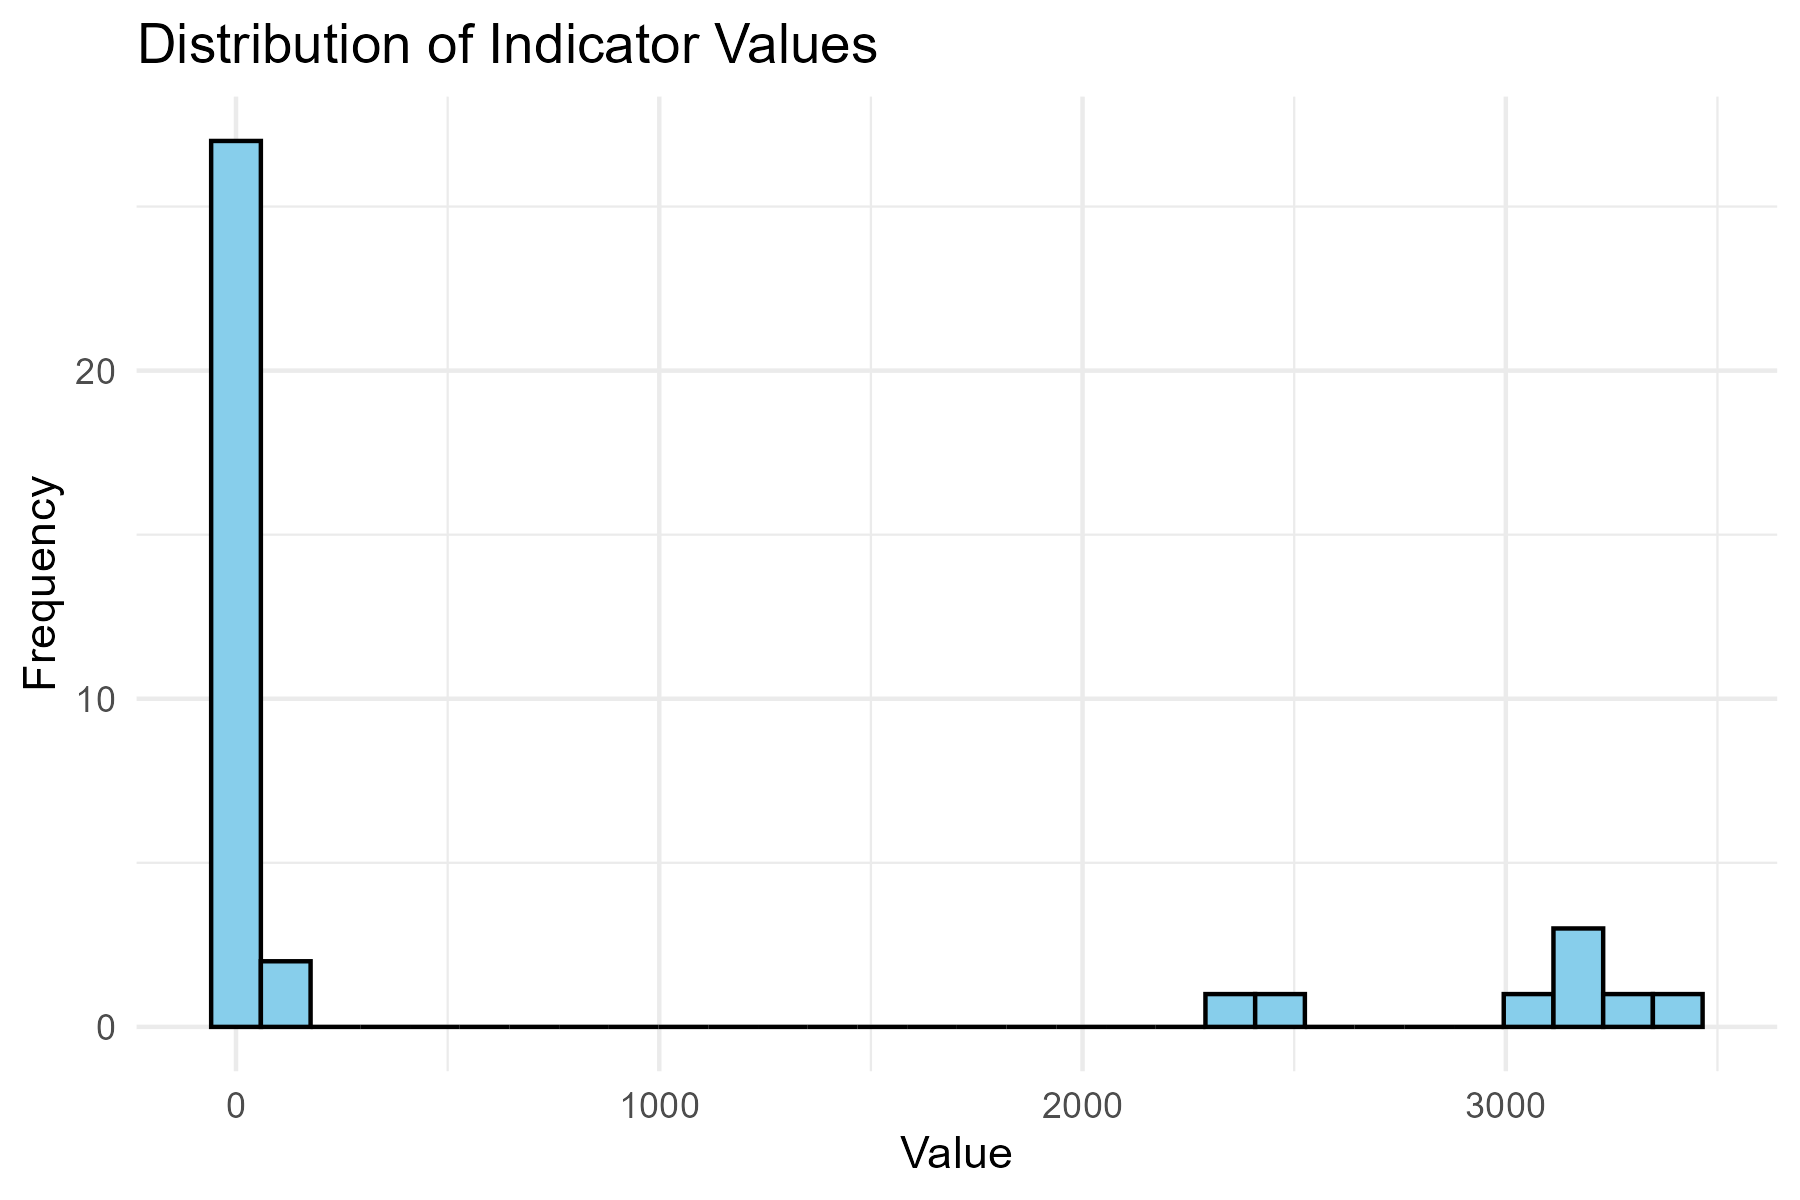 Distribution of Indicator Values
Frequency
20
10
0
0 1000 2000 3000
Value